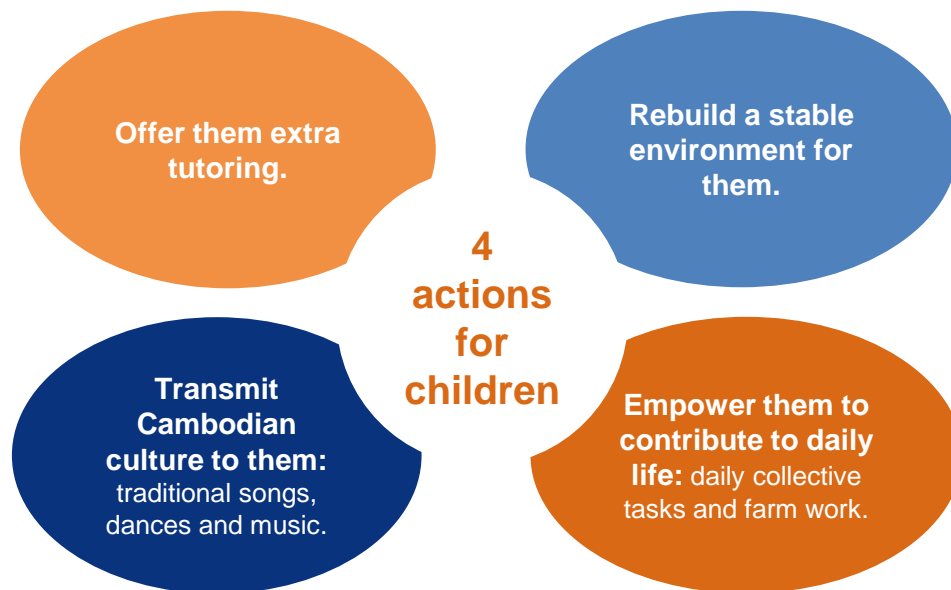 Offer them extra
tutoring.
Rebuild a stable
environment for
them.
4
actions
for
children
Transmit
Cambodian
culture to them:
traditional songs,
dances and music.
Empower them to
contribute to daily
life: daily collective
tasks and farm work.